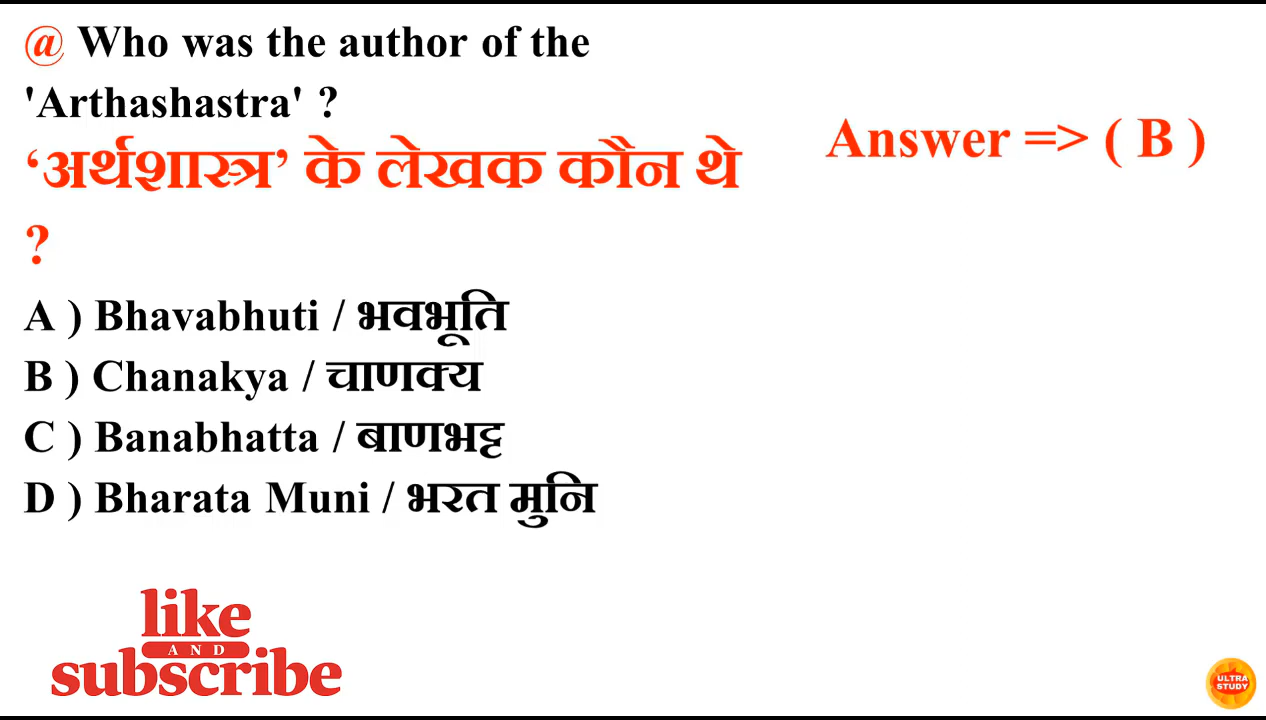 @ Who was the author of the
'Arthashastra' ?
‘अर्थशास्त्र’ के लेखक कौन थे
?
Answer => ( B )
A ) Bhavabhuti / भवभूति
B ) Chanakya / चाणक्य
C ) Banabhatta / बाणभट्ट
D ) Bharata Muni / भरत मुनि
like
AND
subscribe
ULTRA
STUDY